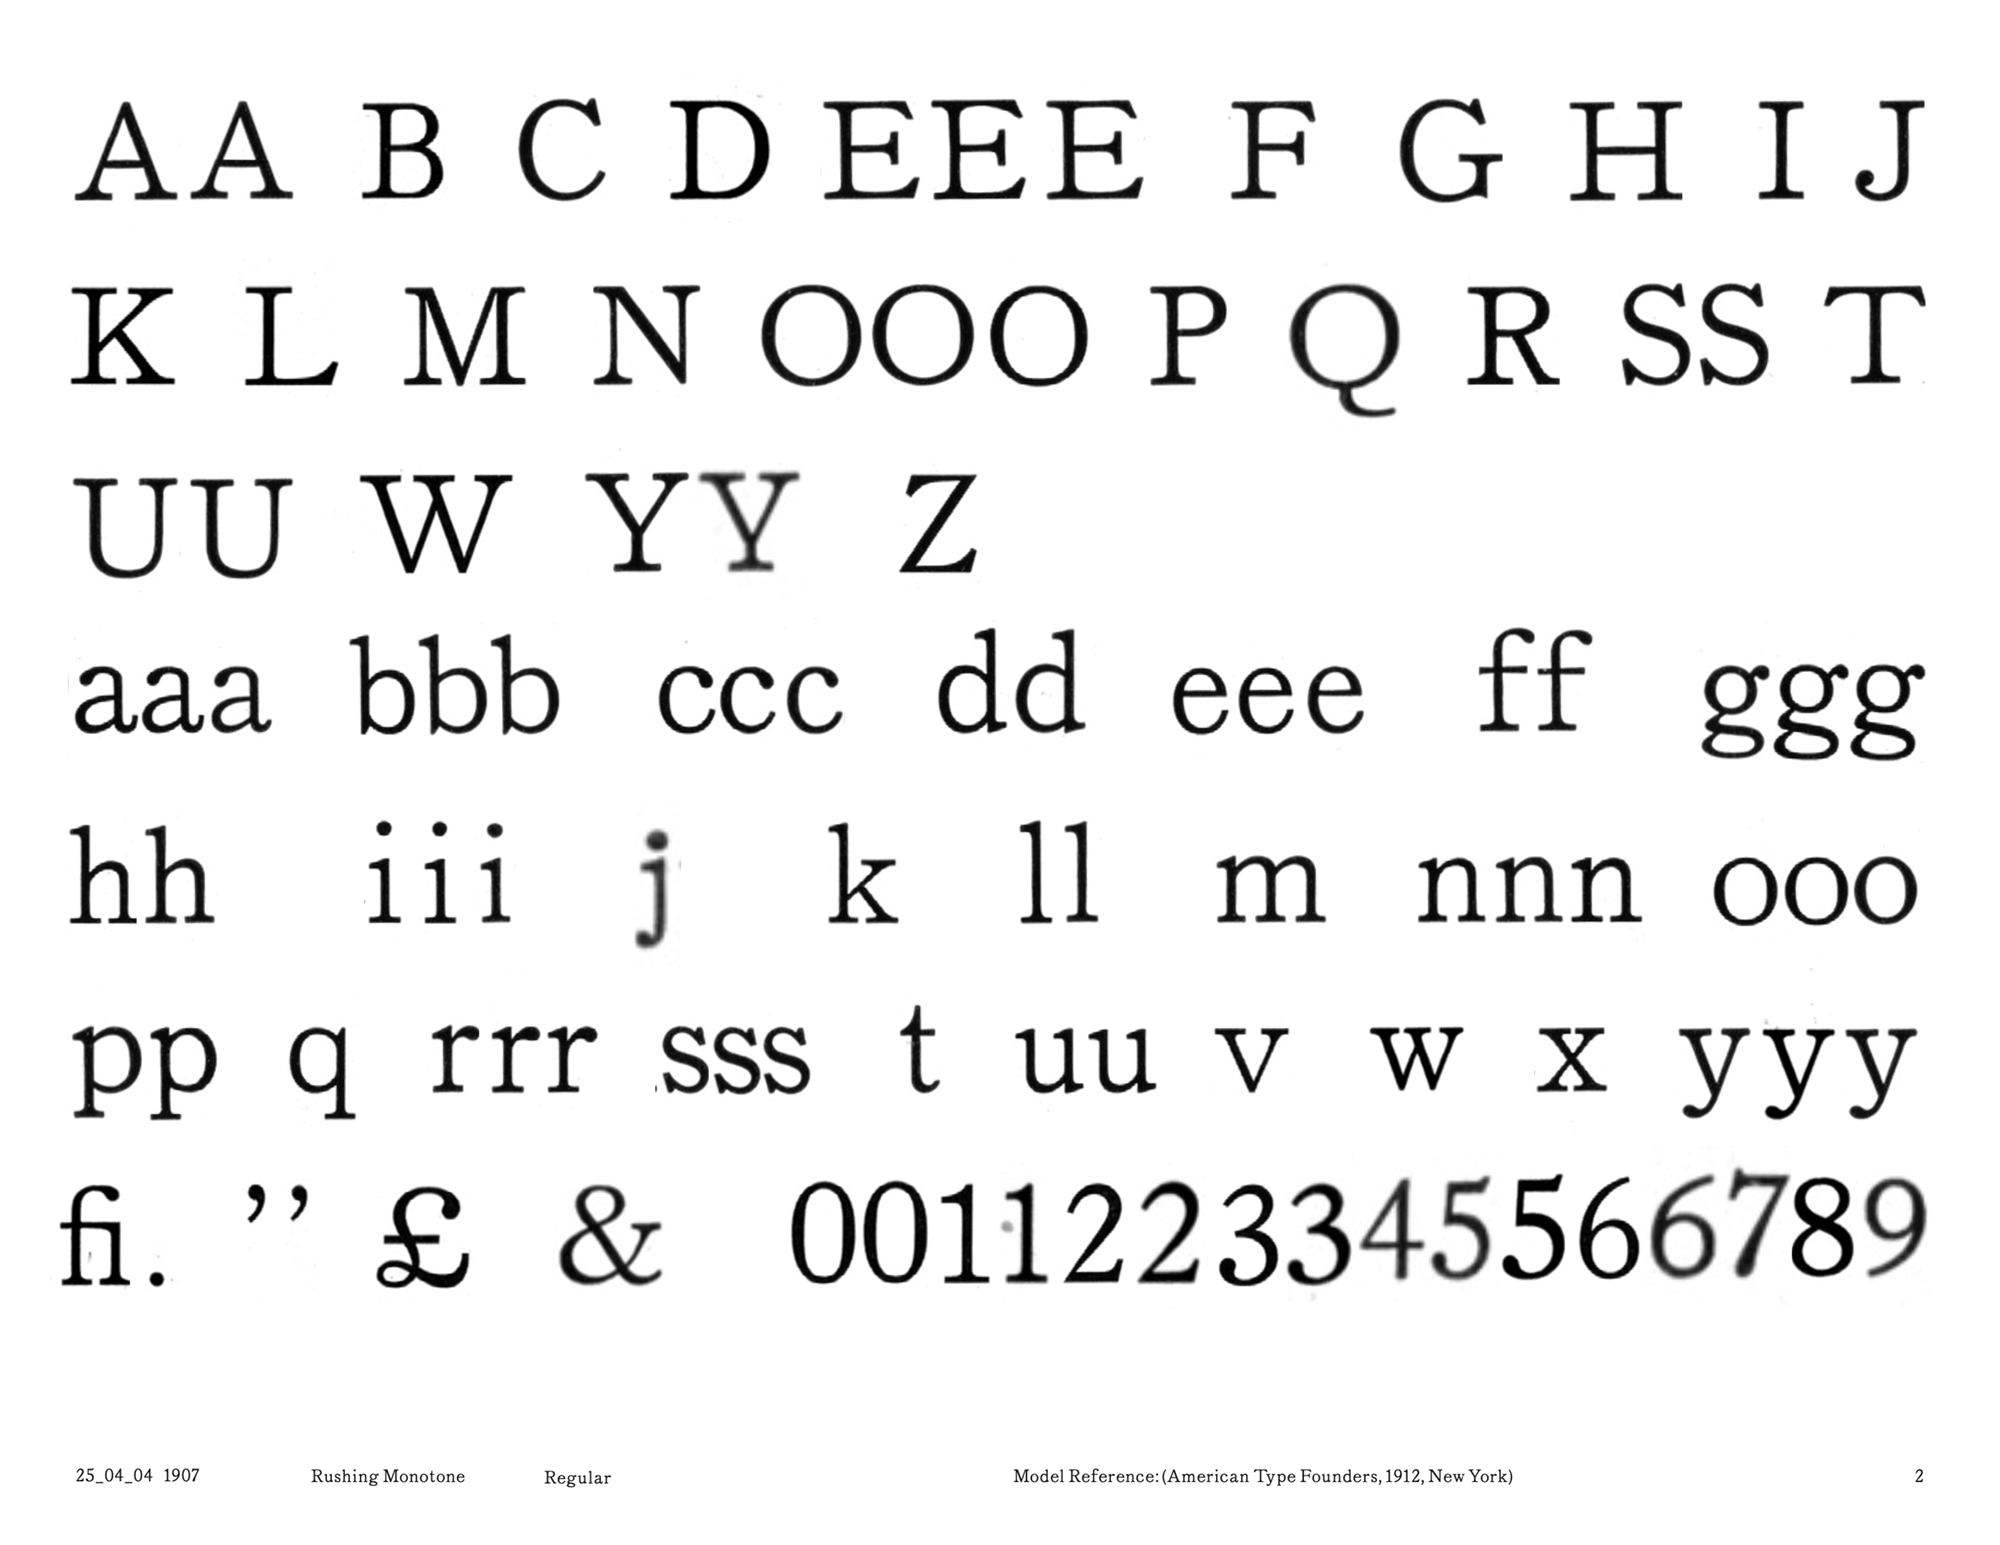 AA B C D EEE F G H I J
K L M N OOO P Q R SS T
UU W YY Z
aaa bbb ccc dd eee ff ggg
hh iii j k ll m nnn ooo
pp q rrr sss t uu v w x yyy
fi. ’’ £ & 0011223345566789
25_04_04 1907 Rushing Monotone Regular Model Reference: (American Type Founders, 1912, New York) 2